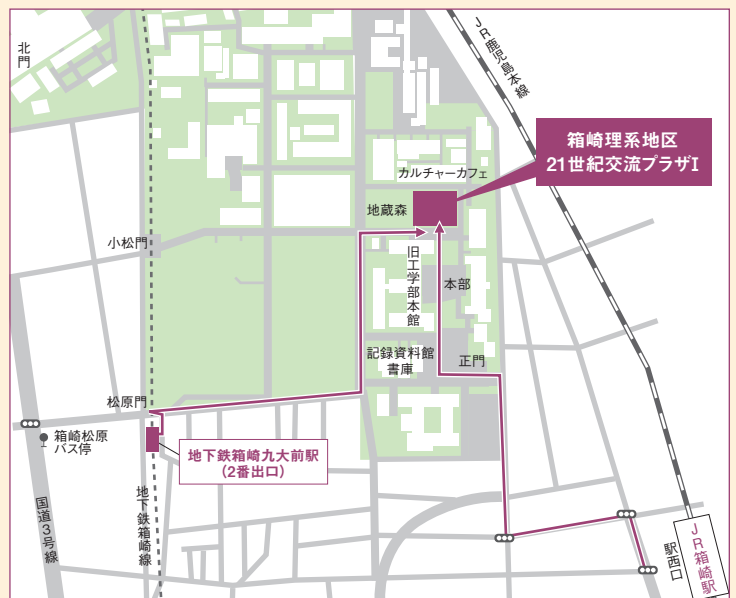 北門
JR鹿児島本線
箱崎理系地区
21世紀交流プラザI
カルチャーカフェ
地蔵森
小松門
旧工学部本館
本部
記録資料館
書庫
正門
松原門
箱崎松原
バス停
地下鉄箱崎九大前駅
(2番出口)
国道3号線
地下鉄箱崎線
駅西口
JR箱崎駅